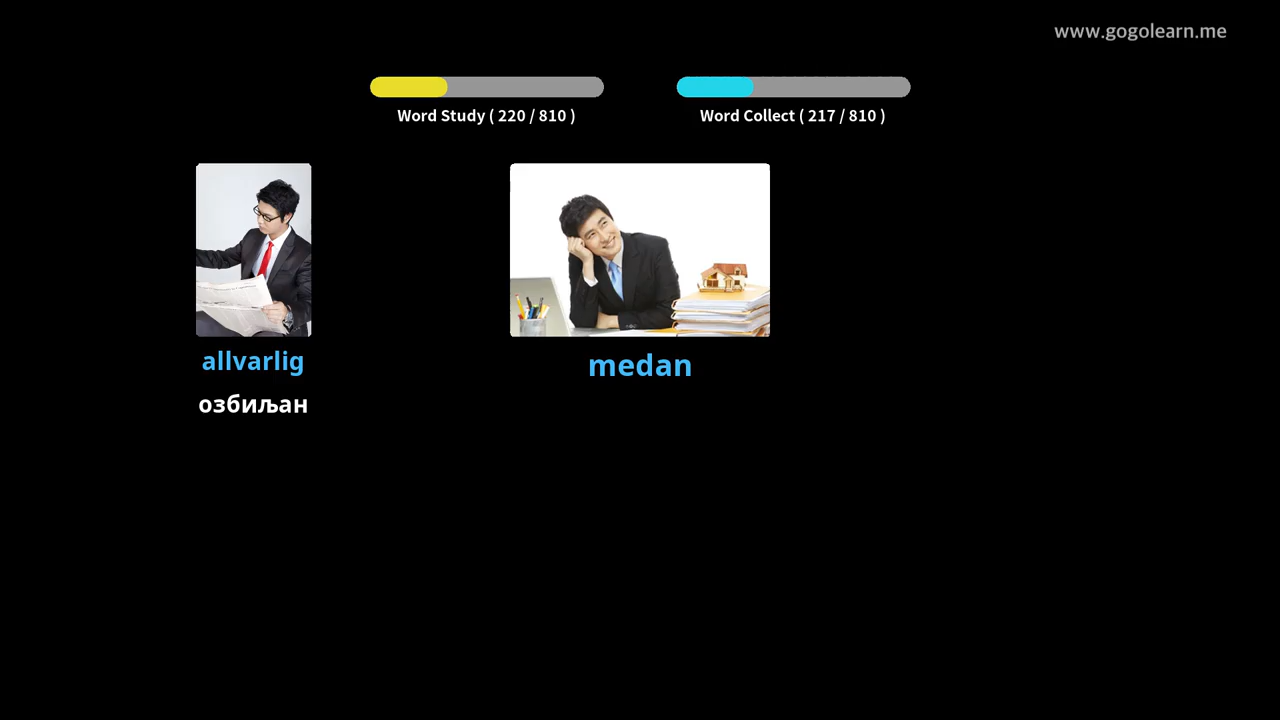 www.gogolearn.me
Word Study ( 220 / 810 )
Word Collect ( 217 / 810 )
allvarlig
озбиљан
medan